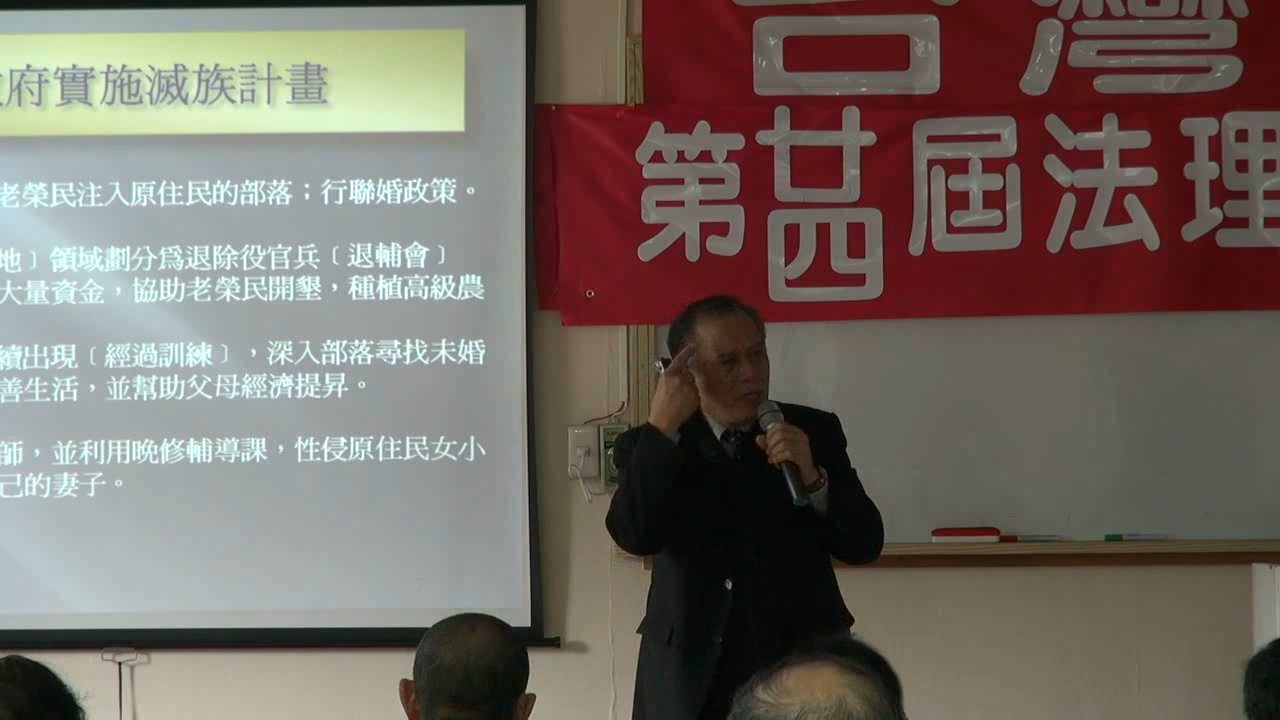 府實施滅族計畫
老榮民注入原住民的部落；行聯婚政策。
地﹞領域劃分為退除役官兵﹝退輔會﹞
大量資金，協助老榮民開墾，種植高級農
續出現﹝經過訓練﹞，深入部落尋找未婚
善生活，並幫助父母經濟提昇。
師，並利用晚修輔導課，性侵原住民女小
己的妻子。
台灣
第廿四屆法理